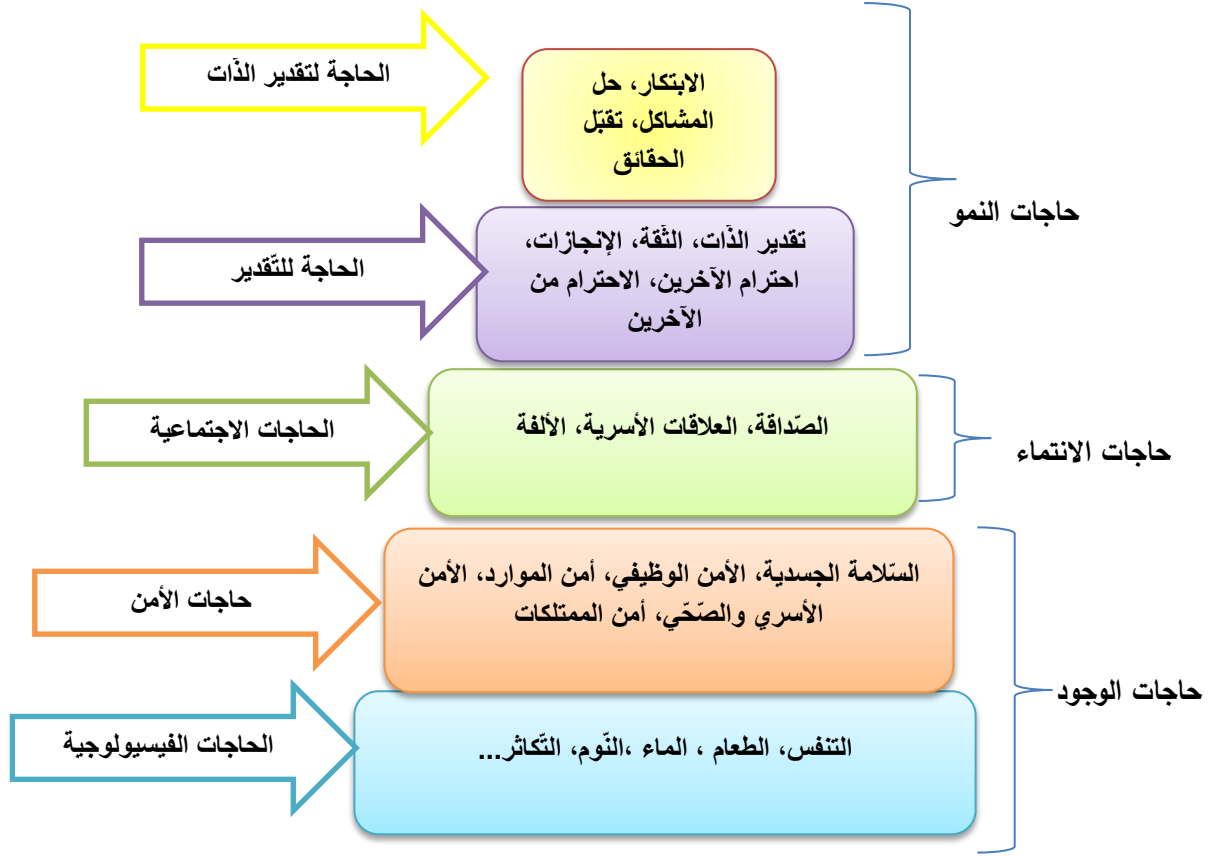 الحاجة لتقدير الذّات
الابتكار، حل
المشاكل، تقبّل
الحقائق
حاجات النمو
الحاجة للتّقدير
تقدير الذّات، الثّقة، الإنجازات،
احترام الآخرين، الاحترام من
الآخرين
الحاجات الاجتماعية
الصّداقة، العلاقات الأسرية، الألفة
حاجات الانتماء
حاجات الأمن
السّلامة الجسدية، الأمن الوظيفي، أمن الموارد، الأمن
الأسري والصّحّي، أمن الممتلكات
حاجات الوجود
الحاجات الفيسيولوجية
التنفس، الطعام ، الماء ،النّوم، التّكاثر...